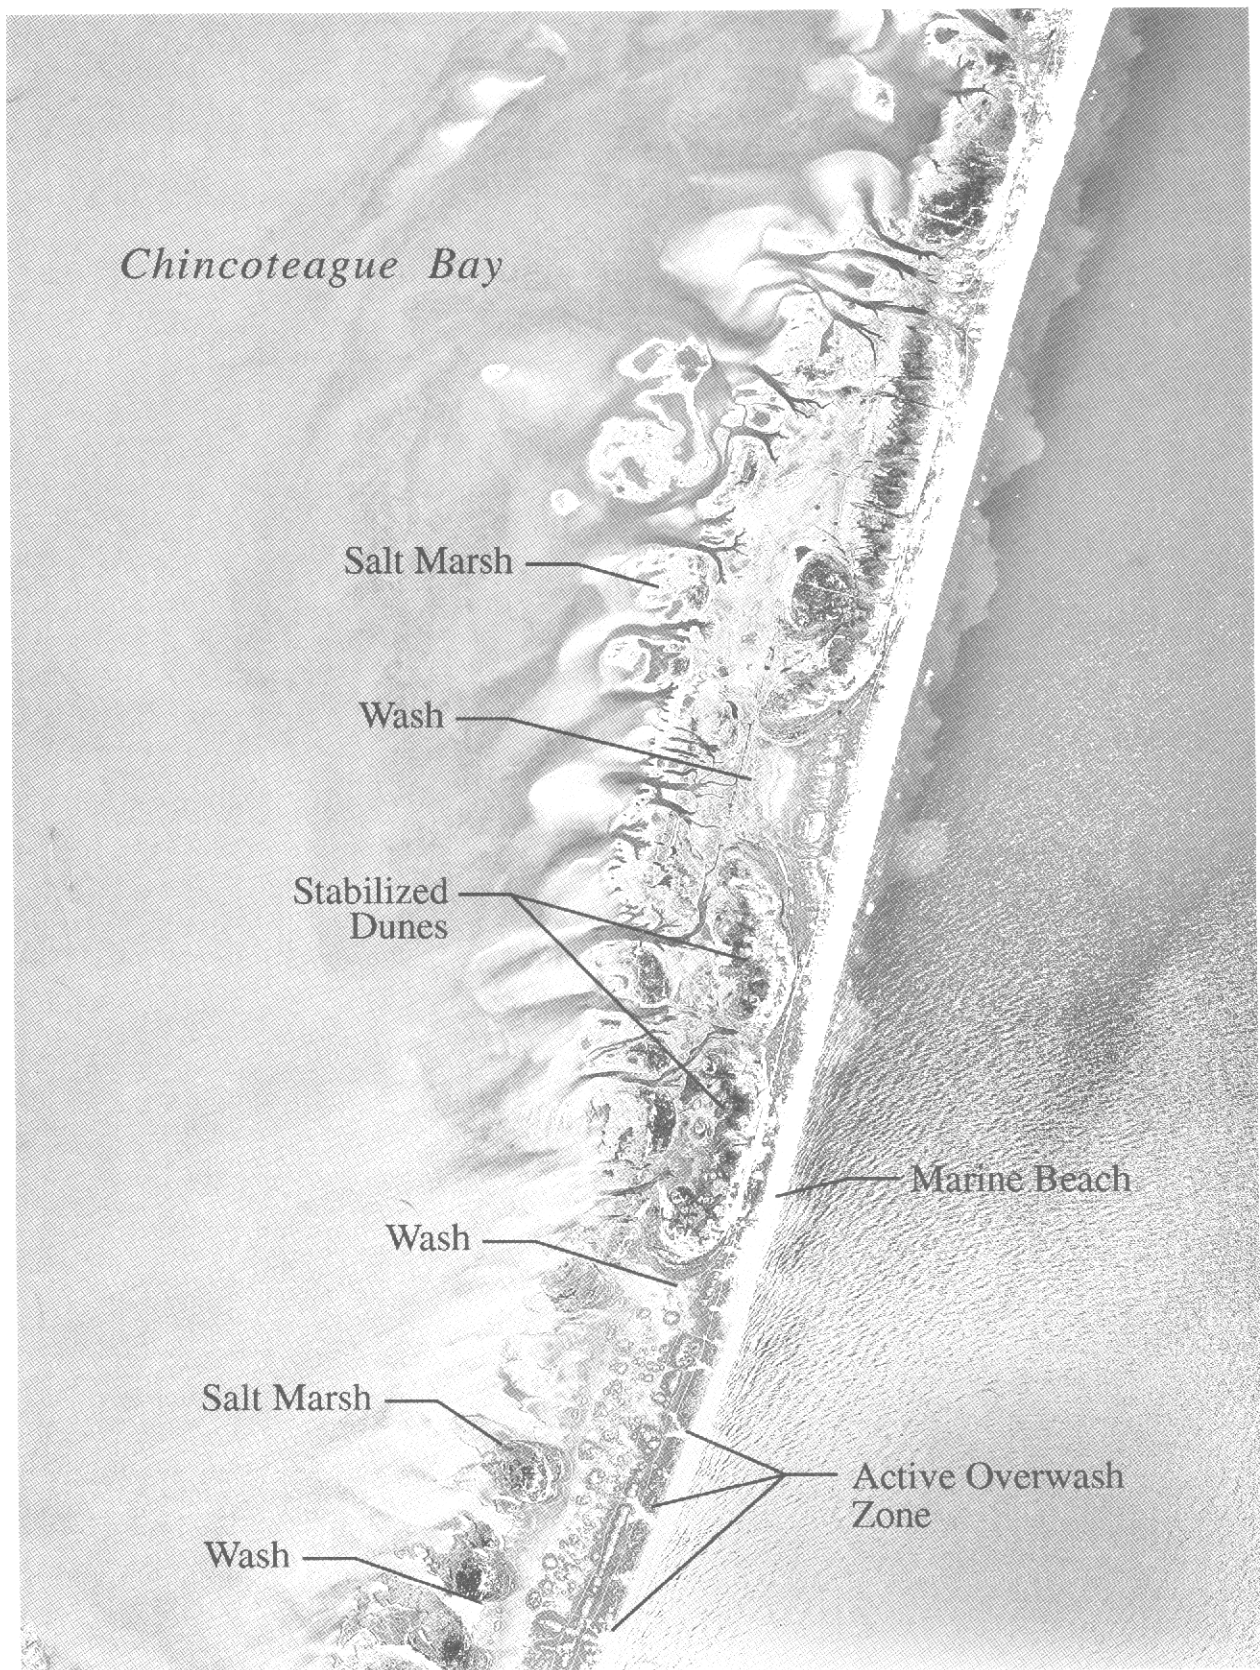 Chincoteague Bay
Salt Marsh
Wash
Stabilized
Dunes
Marine Beach
Wash
Salt Marsh
Active Overwash
Zone
Wash